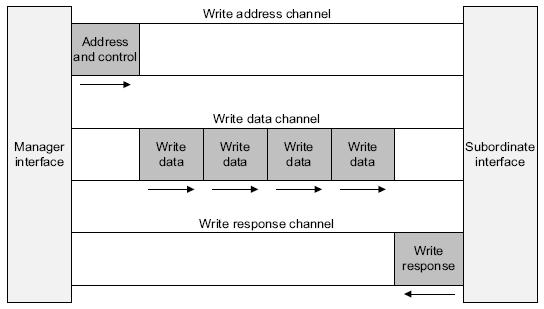 Write address channel
Address
and control
Write data channel
Manager
interface
Write
data
Write
data
Write
data
Write
data
Subordinate
interface
Write response channel
Write
response